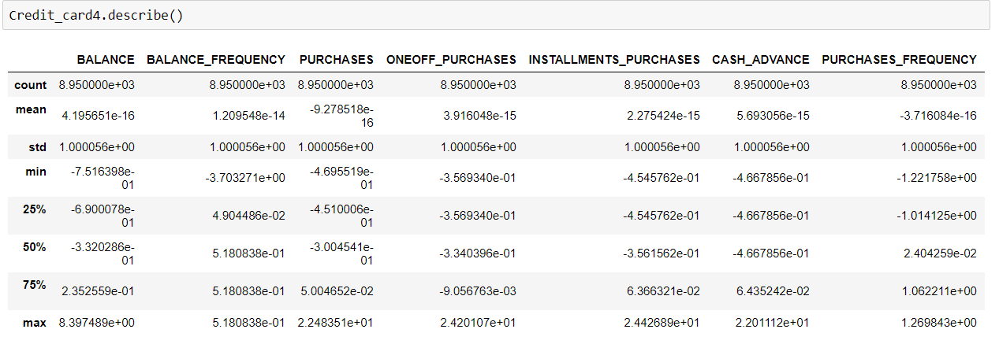 Credit_card4.describe()
BALANCE BALANCE_FREQUENCY PURCHASES ONEOFF_PURCHASES INSTALLMENTS_PURCHASES CASH_ADVANCE PURCHASES_FREQUENCY
count 8.950000e+03 8.950000e+03 8.950000e+03 8.950000e+03 8.950000e+03 8.950000e+03 8.950000e+03
mean 4.195651e-16 1.209548e-14 -9.278518e-16 3.916048e-15 2.275424e-15 5.693056e-15 -3.716084e-16
std 1.000056e+00 1.000056e+00 1.000056e+00 1.000056e+00 1.000056e+00 1.000056e+00 1.000056e+00
min -7.516398e-01 -3.703271e+00 -4.695519e-01 -3.569340e-01 -4.545762e-01 -4.667856e-01 -1.221758e+00
25% -6.900078e-01 4.904486e-02 -4.510006e-01 -3.569340e-01 -4.545762e-01 -4.667856e-01 -1.014125e+00
50% -3.320286e-01 5.180838e-01 -3.004541e-01 -3.340396e-01 -3.561562e-01 -4.667856e-01 2.404259e-02
75% 2.352559e-01 5.180838e-01 5.004652e-02 -9.056763e-03 6.366321e-02 6.435242e-02 1.062211e+00
max 8.397489e+00 5.180838e-01 2.248351e+01 2.420107e+01 2.442689e+01 2.201112e+01 1.269843e+00